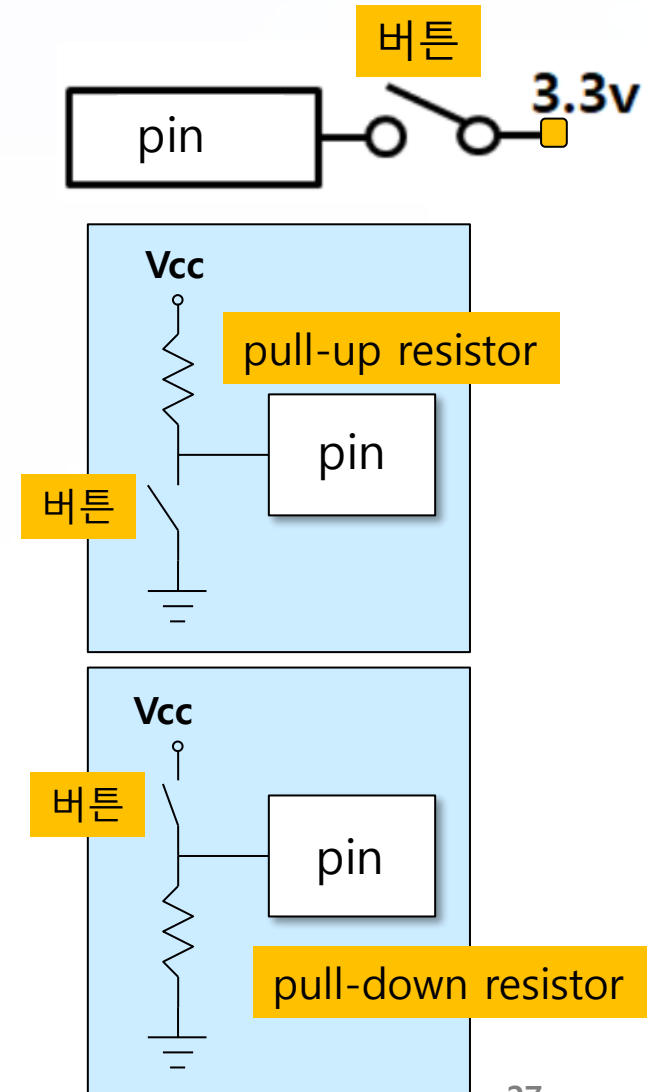 버튼
3.3v
pin
Vcc
pull-up resistor
pin
버튼
Vcc
버튼
pin
pull-down resistor